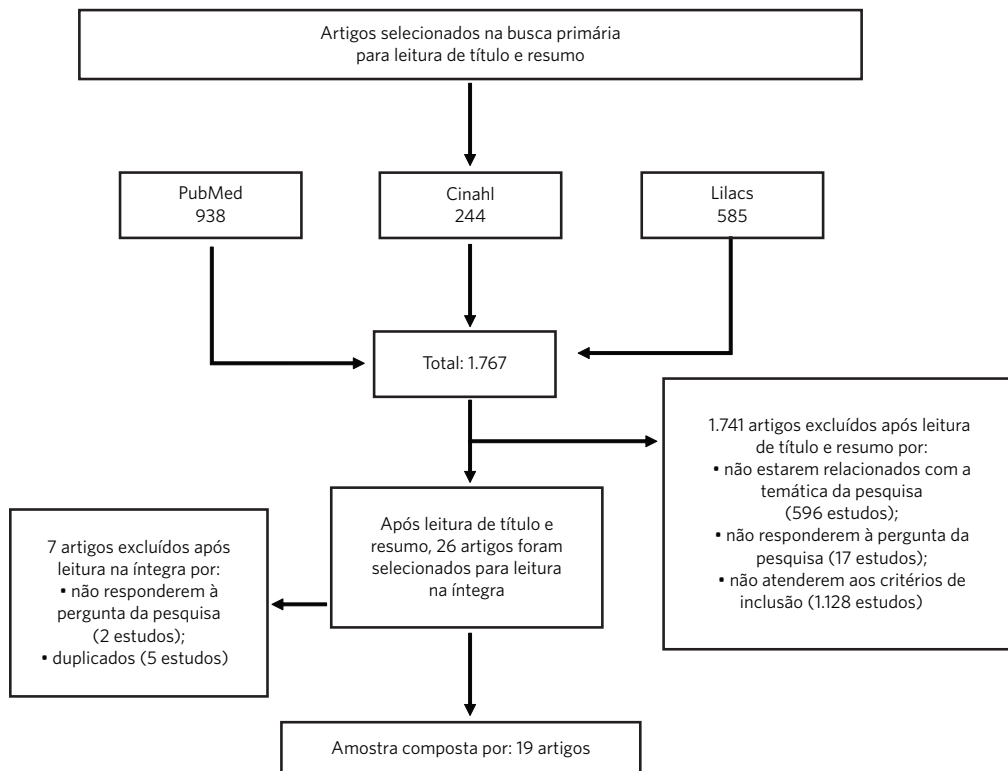 Artigos selecionados na busca primária
para leitura de título e resumo
PubMed
938
Cinahl
244
Lilacs
585
Total: 1.767
1.741 artigos excluídos após leitura
de título e resumo por:
• não estarem relacionados com a
temática da pesquisa
(596 estudos);
• não responderem à pergunta da
pesquisa (17 estudos);
• não atenderem aos critérios de
inclusão (1.128 estudos)
Após leitura de título e
resumo, 26 artigos foram
selecionados para leitura
na íntegra
7 artigos excluídos após
leitura na íntegra por:
• não responderem à
pergunta da pesquisa
(2 estudos);
• duplicados (5 estudos)
Amostra composta por: 19 artigos